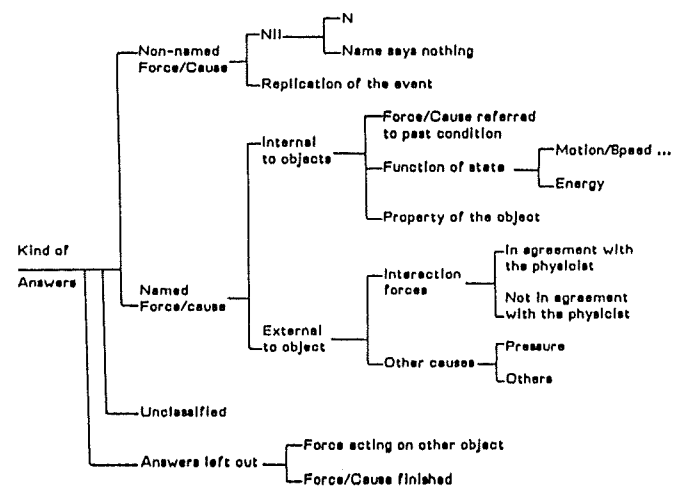 N
Nll
Name says nothing
Non-named
Force/Cause
Replication of the event
Force/Cause referred
to past condition
Internal
to objects
Function of state
Motion/Speed ...
Energy
Property of the object
Kind of
Answers
Named
Force/cause
In agreement with
the physicist
Interaction
forces
Not in agreement
with the physicist
External
to object
Pressure
Other causes
Others
Unclassified
Answers left out
Force acting on other object
Force/Cause finished